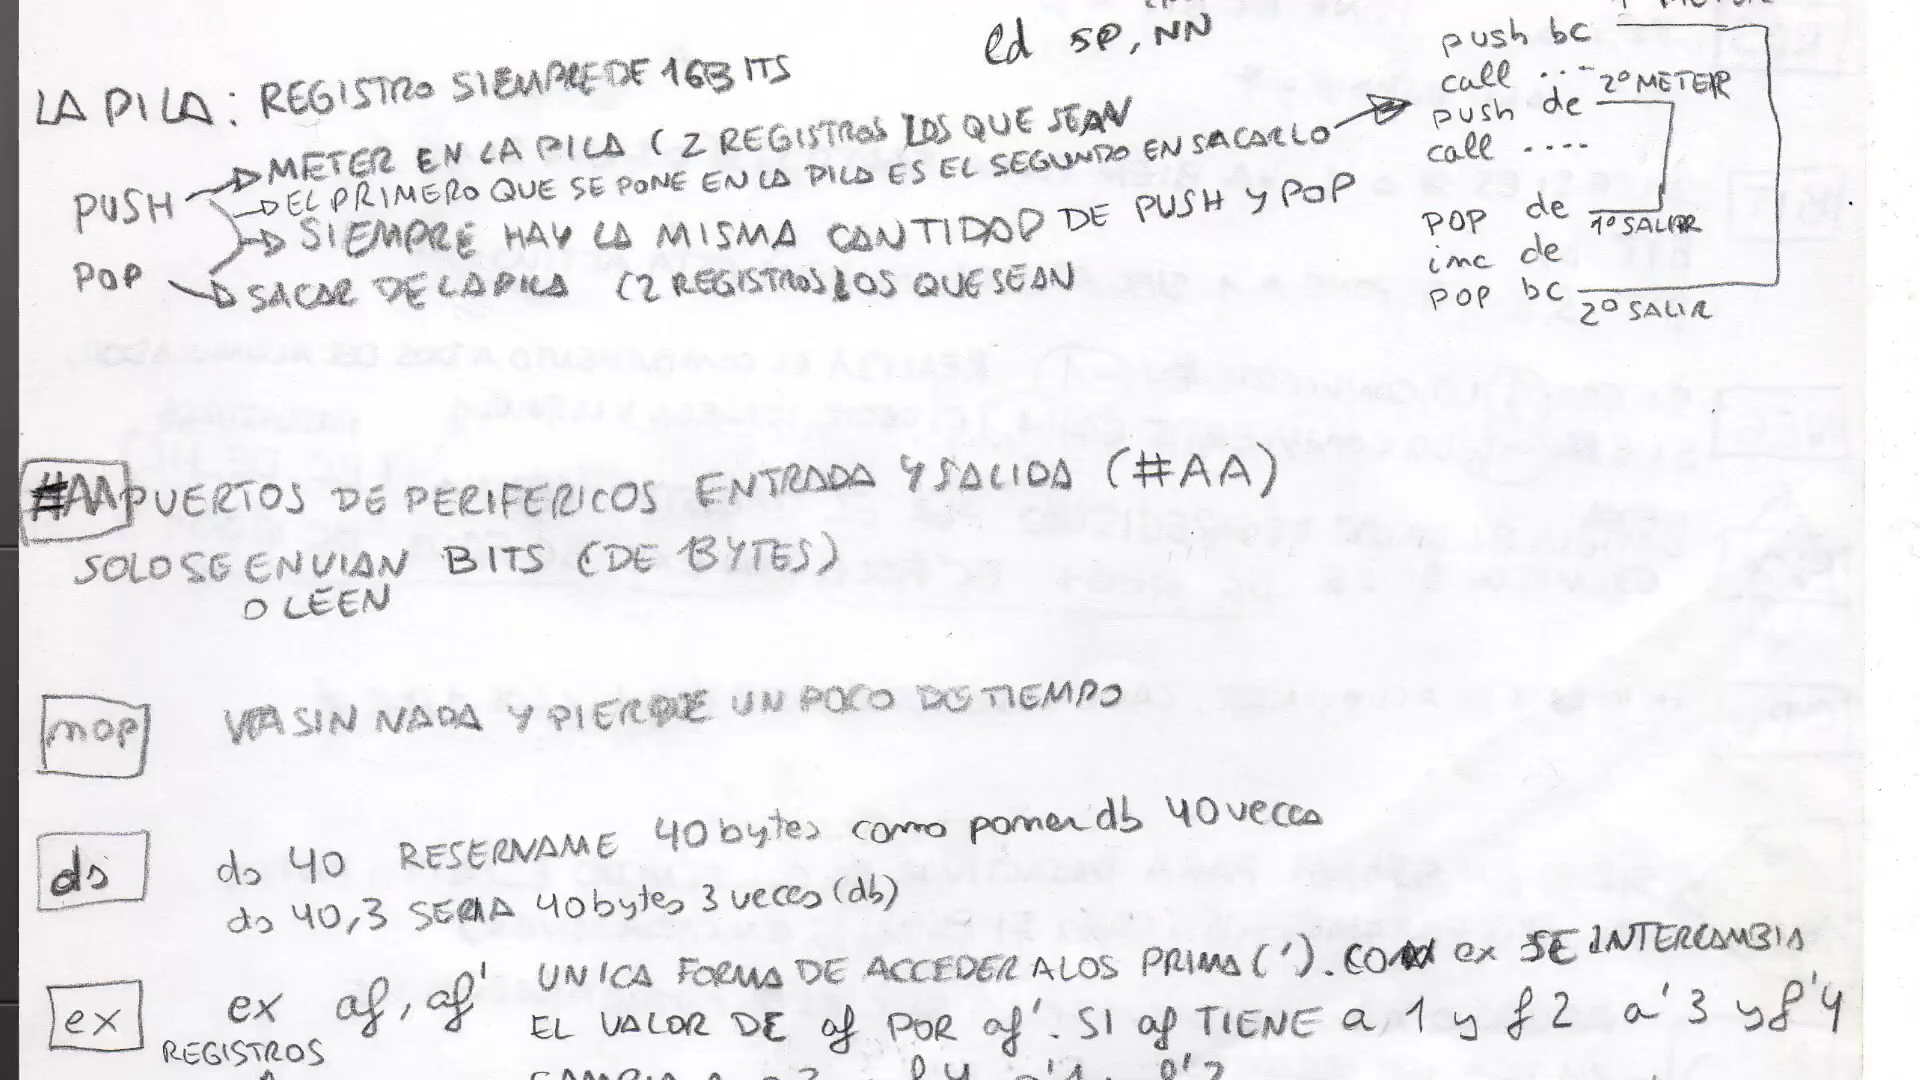 ld SP, NN
LA PILA: REGISTRO SIEMPRE DE 16 BITS
PUSH
METER EN LA PILA (2 REGISTROS LOS QUE SEAN
EL PRIMERO QUE SE PONE EN LA PILA ES EL SEGUNDO EN SACARLO
SIEMPRE HAY LA MISMA CANTIDAD DE PUSH Y POP
POP
SACAR DE LA PILA (2 REGISTROS) LOS QUE SEAN
push bc
call ... 2º METER
push de
call ....
POP de 1º SALIR
inc de
POP bc 2º SALIR
#AA PUERTOS DE PERIFERICOS ENTRADA Y SALIDA (#AA)
SOLO SE ENVIAN BITS (DE BYTES)
O LEEN
nop VA SIN NADA Y PIERDE UN POCO DE TIEMPO
ds ds 40 RESERVAME 40 bytes como poner db 40 veces
ds 40,3 SERIA 40 bytes 3 veces (db)
ex ex af, af' UNICA FORMA DE ACCEDER A LOS PRIMA ('). CON ex SE INTERCAMBIA
EL VALOR DE af POR af'. SI af TIENE a 1 y f 2 a' 3 y f' 4
REGISTROS